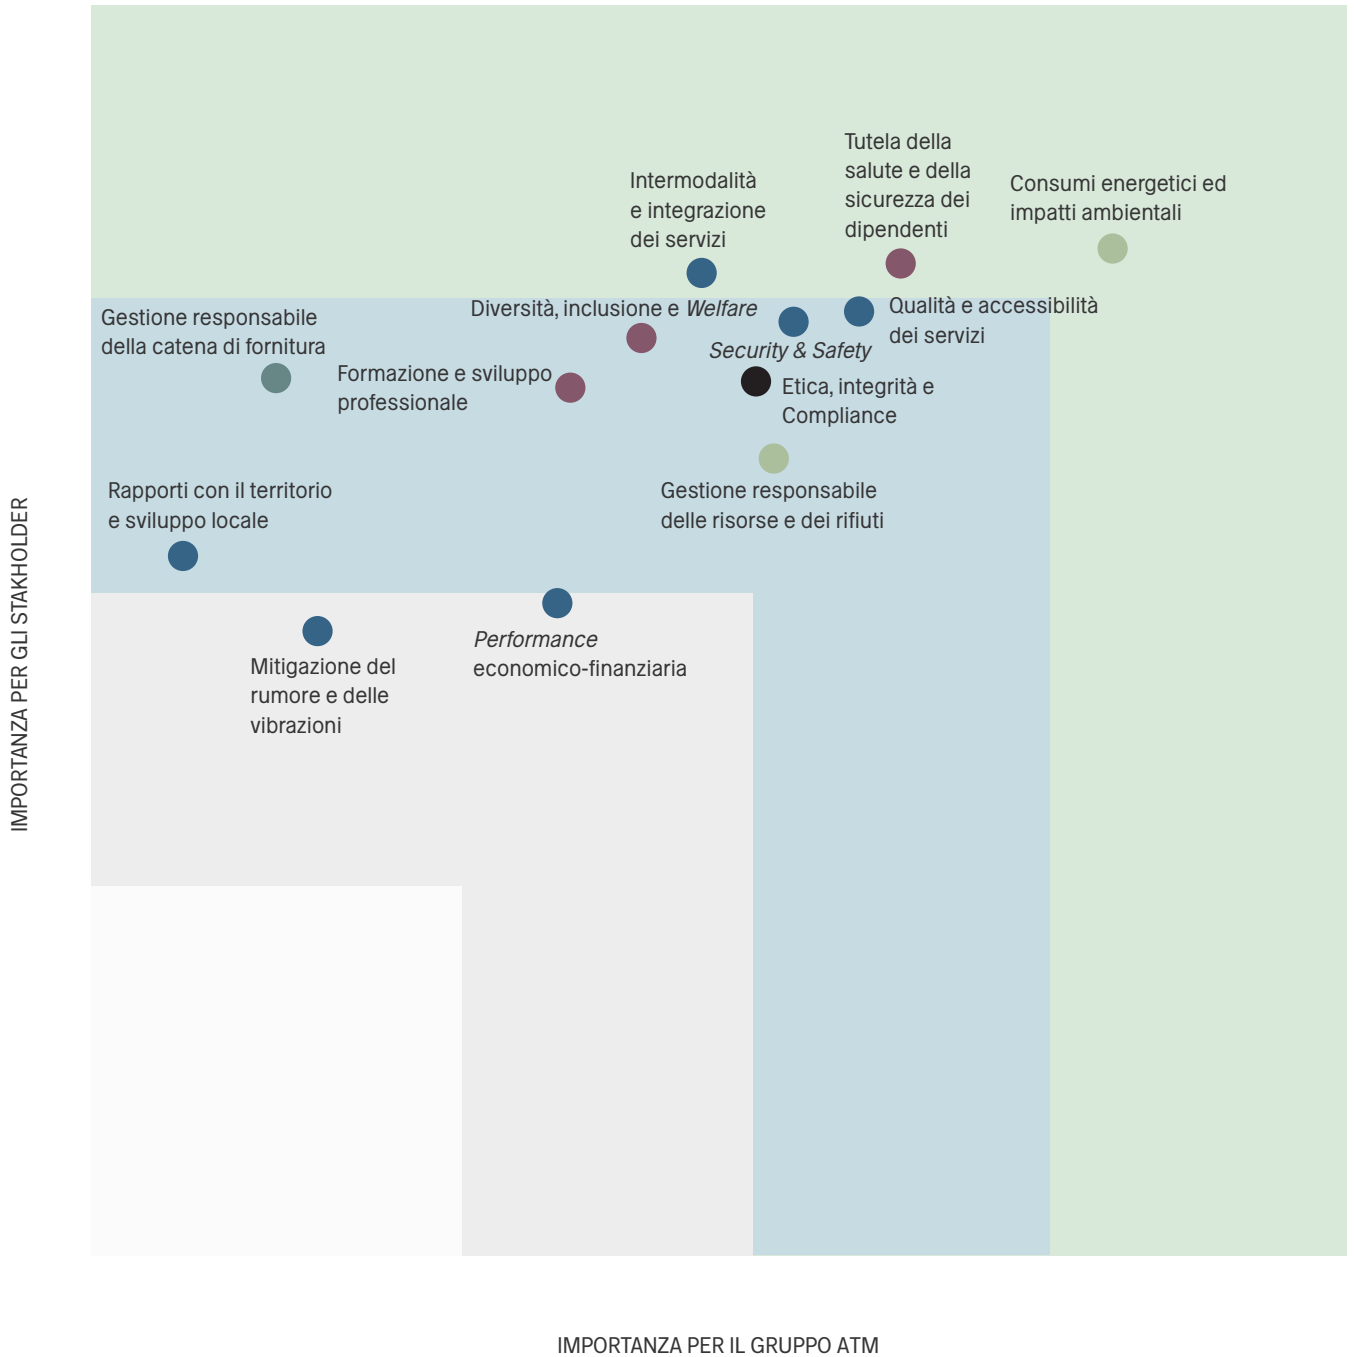 Tutela della
salute e della
sicurezza dei
dipendenti
Intermodalità
e integrazione
dei servizi
Consumi energetici ed
impatti ambientali
Gestione responsabile
della catena di fornitura
Diversità, inclusione e Welfare
Qualità e accessibilità
dei servizi
Security & Safety
Formazione e sviluppo
professionale
Etica, integrità e
Compliance
Rapporti con il territorio
e sviluppo locale
Gestione responsabile
delle risorse e dei rifiuti
Mitigazione del
rumore e delle
vibrazioni
Performance
economico-finanziaria
IMPORTANZA PER GLI STAKHOLDER
IMPORTANZA PER IL GRUPPO ATM